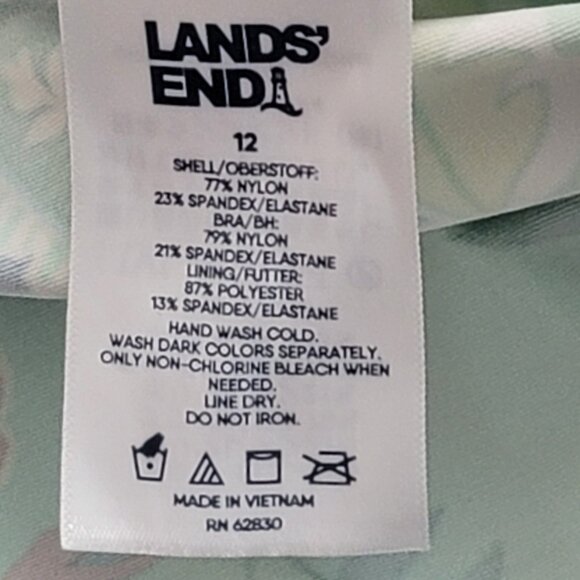 LANDS'
END
12
SHELL/OBERSTOFF:
77% NYLON
23% SPANDEX/ELASTANE
BRA/BH:
79% NYLON
21% SPANDEX/ELASTANE
LINING/FUTTER:
87% POLYESTER
13% SPANDEX/ELASTANE
HAND WASH COLD.
WASH DARK COLORS SEPARATELY.
ONLY NON-CHLORINE BLEACH WHEN
NEEDED.
LINE DRY.
DO NOT IRON.
MADE IN VIETNAM
RN 62830